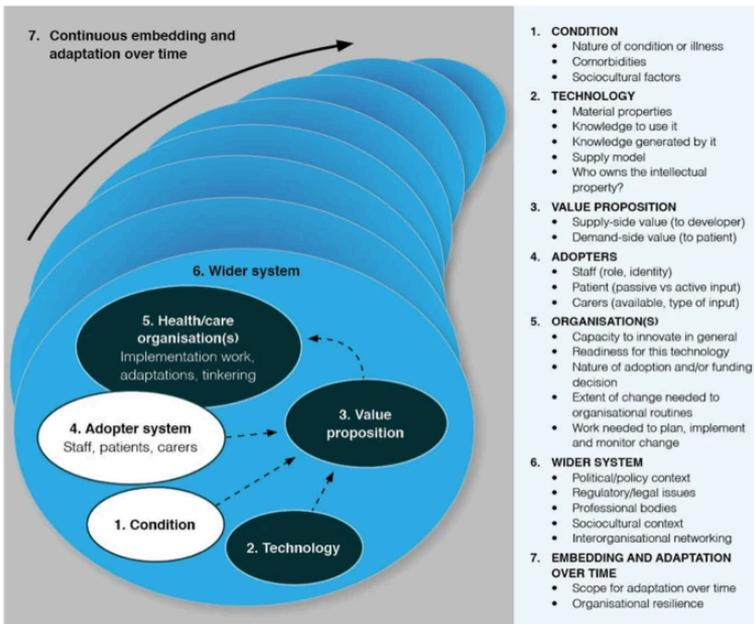 7. Continuous embedding and
adaptation over time
6. Wider system
5. Health/care
organisation(s)
Implementation work,
adaptations, tinkering
4. Adopter system
Staff, patients, carers
3. Value
proposition
1. Condition
2. Technology
1. CONDITION
• Nature of condition or illness
• Comorbidities
• Sociocultural factors
2. TECHNOLOGY
• Material properties
• Knowledge to use it
• Knowledge generated by it
• Supply model
• Who owns the intellectual
property?
3. VALUE PROPOSITION
• Supply-side value (to developer)
• Demand-side value (to patient)
4. ADOPTERS
• Staff (role, identity)
• Patient (passive vs active input)
• Carers (available, type of input)
5. ORGANISATION(S)
• Capacity to innovate in general
• Readiness for this technology
• Nature of adoption and/or funding
decision
• Extent of change needed to
organisational routines
• Work needed to plan, implement
and monitor change
6. WIDER SYSTEM
• Political/policy context
• Regulatory/legal issues
• Professional bodies
• Sociocultural context
• Interorganisational networking
7. EMBEDDING AND ADAPTATION
OVER TIME
• Scope for adaptation over time
• Organisational resilience